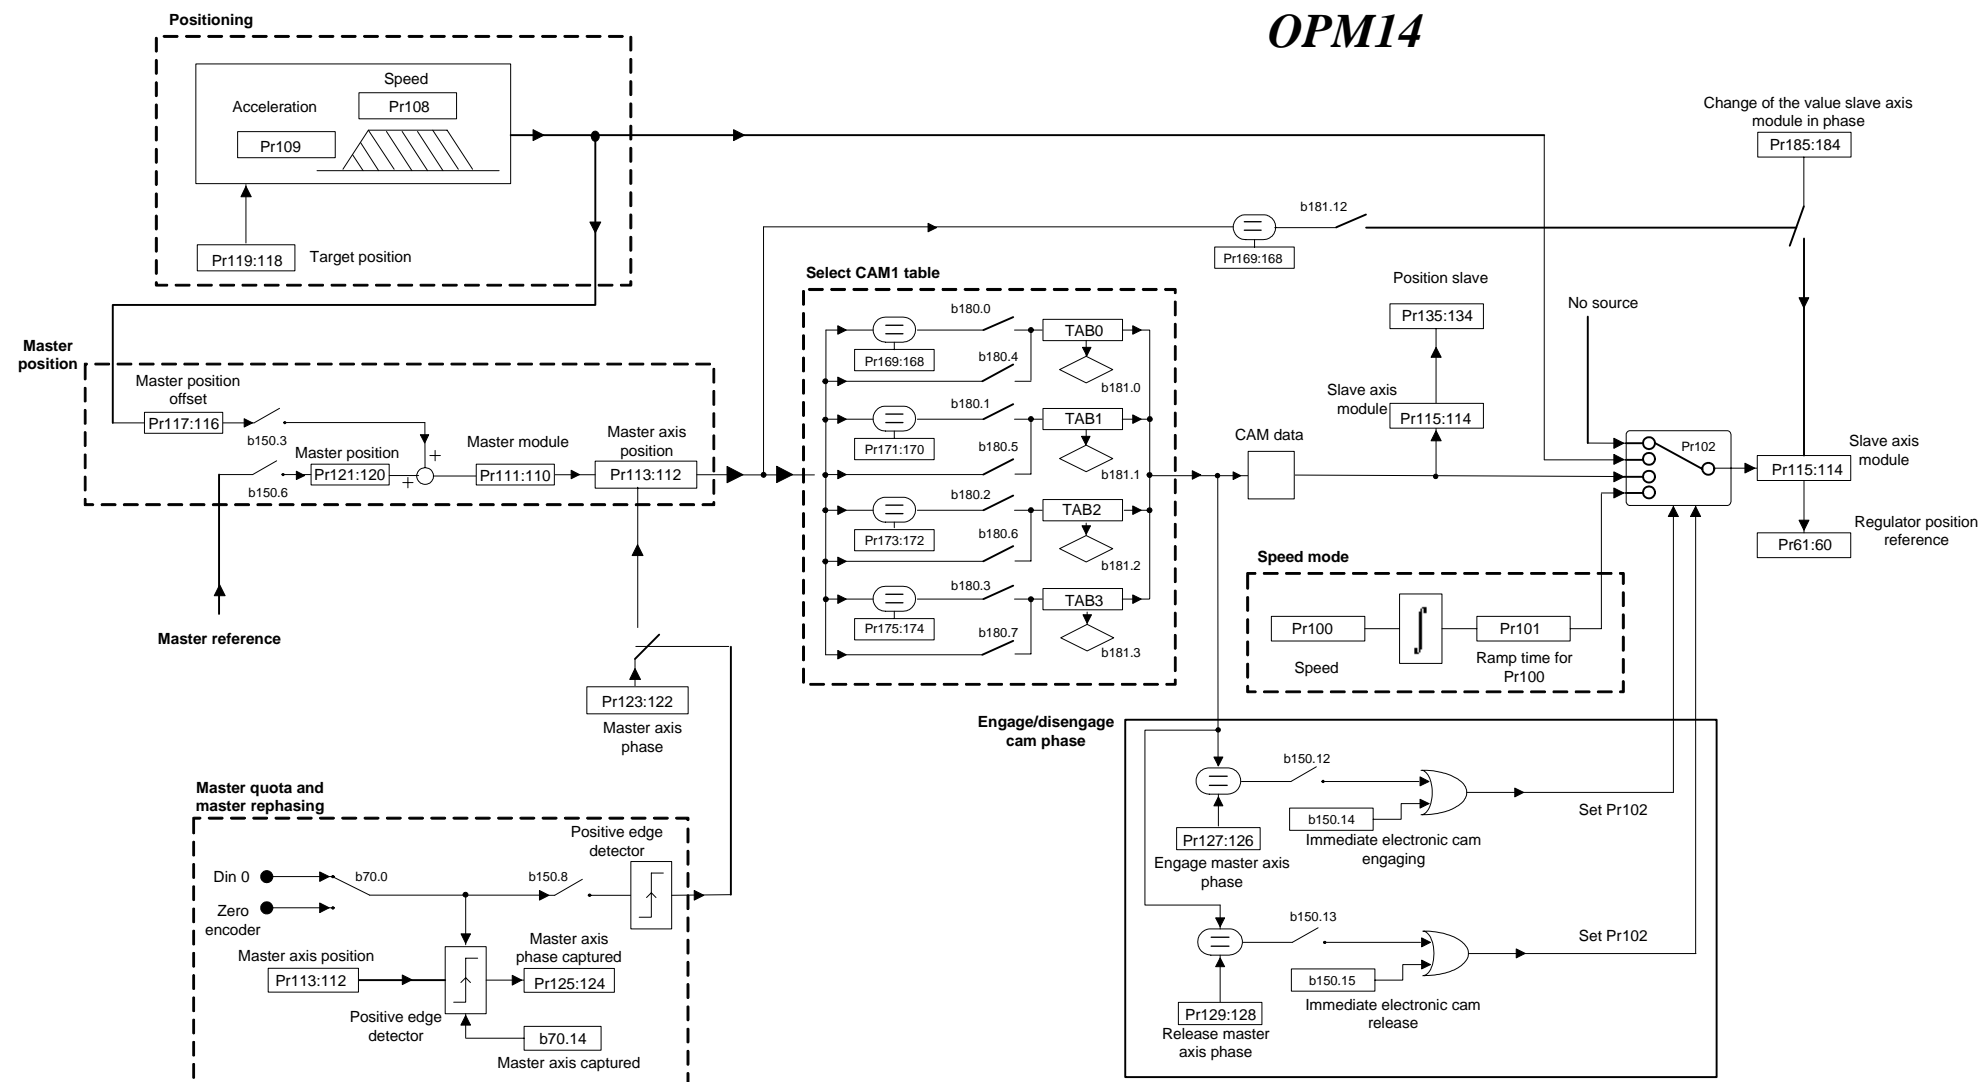 OPM14
Positioning
Speed
Pr108
Acceleration
Pr109
Pr119:118
Target position
Change of the value slave axis
module in phase
Pr185:184
b181.12
Pr169:168
Master
position
Master position
offset
Pr117:116
b150.3
Master position
Pr121:120
b150.6
+
+
Master module
Pr111:110
Master axis
position
Pr113:112
Master reference
Pr123:122
Master axis
phase
Select CAM1 table
b180.0
Pr169:168
b180.4
TAB0
b181.0
b180.1
Pr171:170
b180.5
TAB1
b181.1
b180.2
Pr173:172
b180.6
TAB2
b181.2
b180.3
Pr175:174
b180.7
TAB3
b181.3
CAM data
Position slave
Pr135:134
Slave axis
module
Pr115:114
No source
Pr102
Slave axis
module
Pr115:114
Regulator position
reference
Pr61:60
Speed mode
Pr100
Speed
Pr101
Ramp time for
Pr100
Engage/disengage
cam phase
b150.12
b150.14
Immediate electronic cam
engaging
Set Pr102
Pr127:126
Engage master axis
phase
b150.13
b150.15
Immediate electronic cam
release
Set Pr102
Pr129:128
Release master
axis phase
Master quota and
master rephasing
Din 0
Zero
encoder
b70.0
b150.8
Positive edge
detector
Master axis position
Pr113:112
Positive edge
detector
Master axis
phase captured
Pr125:124
b70.14
Master axis captured